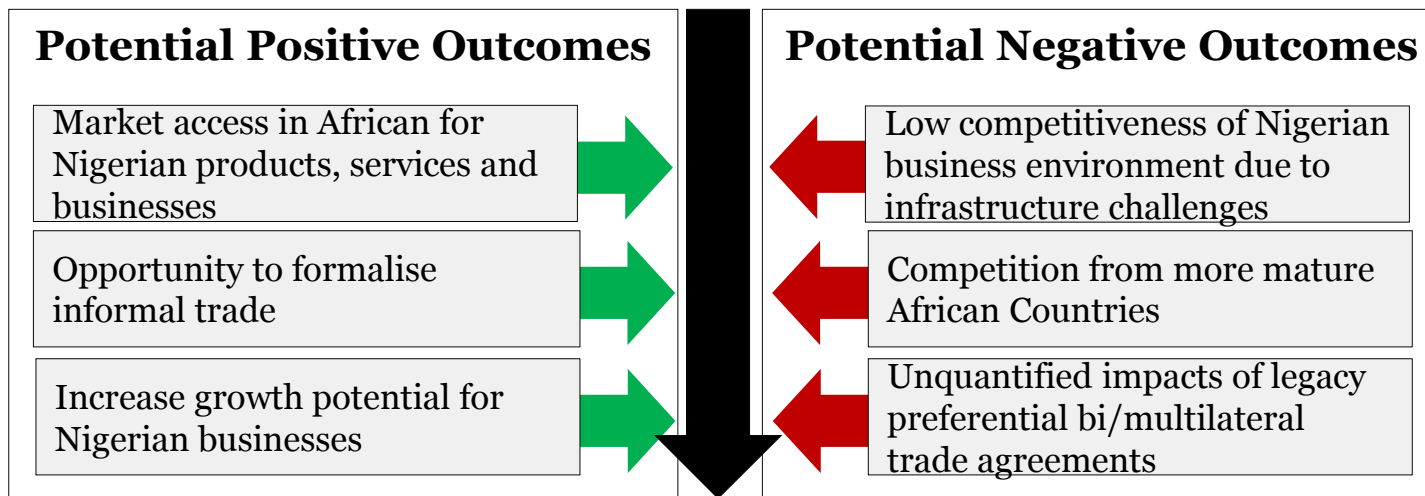 Potential Positive Outcomes
Market access in African for
Nigerian products, services and
businesses
Opportunity to formalise
informal trade
Increase growth potential for
Nigerian businesses
Potential Negative Outcomes
Low competitiveness of Nigerian
business environment due to
infrastructure challenges
Competition from more mature
African Countries
Unquantified impacts of legacy
preferential bi/multilateral
trade agreements